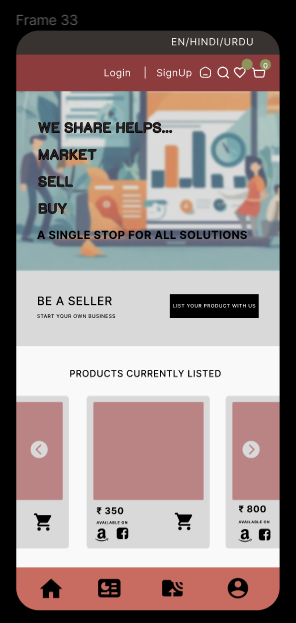 Frame 33
EN/HINDI/URDU
Login | SignUp
0
WE SHARE HELPS...
MARKET
SELL
BUY
A SINGLE STOP FOR ALL SOLUTIONS
BE A SELLER
START YOUR OWN BUSINESS
LIST YOUR PRODUCT WITH US
PRODUCTS CURRENTLY LISTED
₹ 350
AVAILABLE ON
₹ 800
AVAILABLE ON